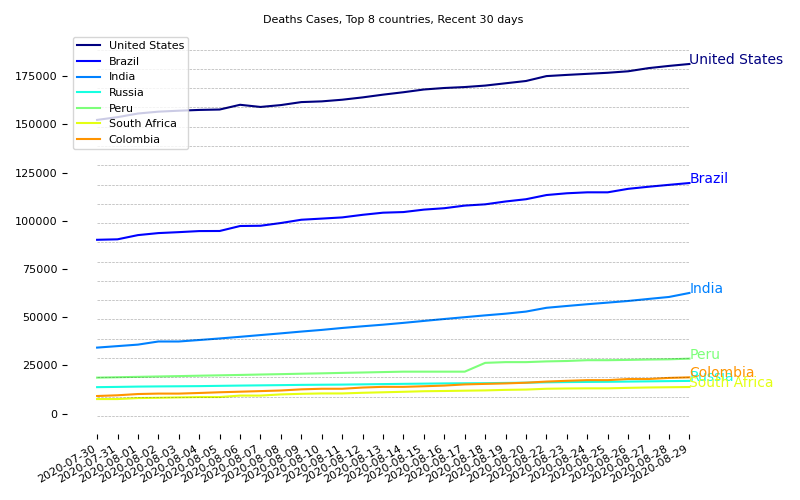 Deaths Cases, Top 8 countries, Recent 30 days
United States
Brazil
India
Russia
Peru
South Africa
Colombia
175000
150000
125000
100000
75000
50000
25000
0
United States
Brazil
India
Peru
Colombia
Russia
South Africa
2020-07-30
2020-07-31
2020-08-01
2020-08-02
2020-08-03
2020-08-04
2020-08-05
2020-08-06
2020-08-07
2020-08-08
2020-08-09
2020-08-10
2020-08-11
2020-08-12
2020-08-13
2020-08-14
2020-08-15
2020-08-16
2020-08-17
2020-08-18
2020-08-19
2020-08-20
2020-08-22
2020-08-23
2020-08-24
2020-08-25
2020-08-26
2020-08-27
2020-08-28
2020-08-29